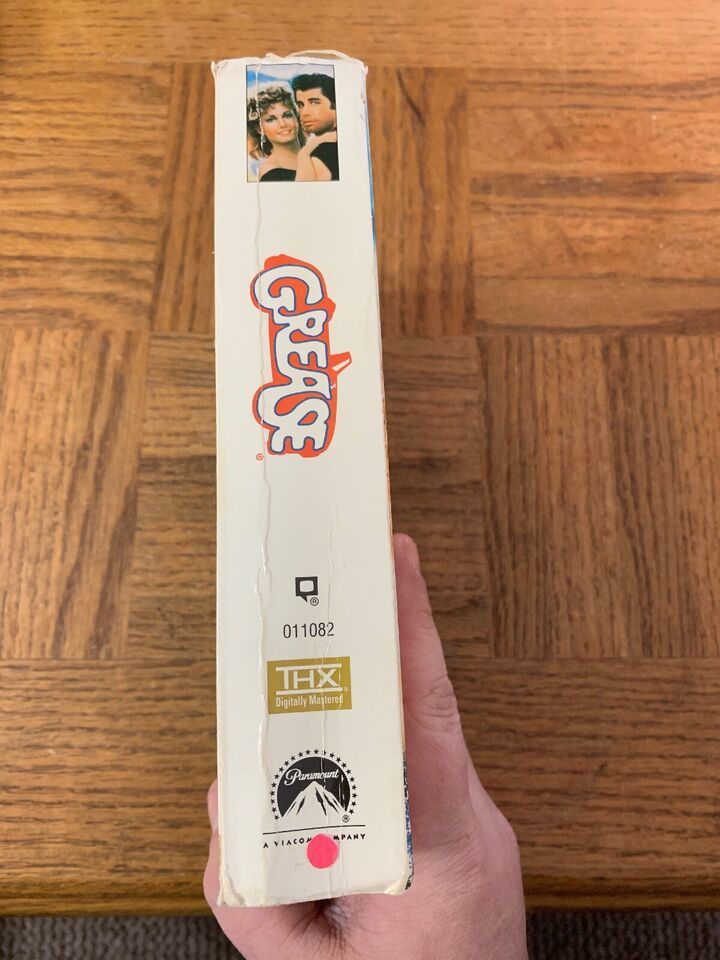 GREASE
®
®
011082
THX
®
Digitally Mastered
Paramount
®
A VIACOM COMPANY